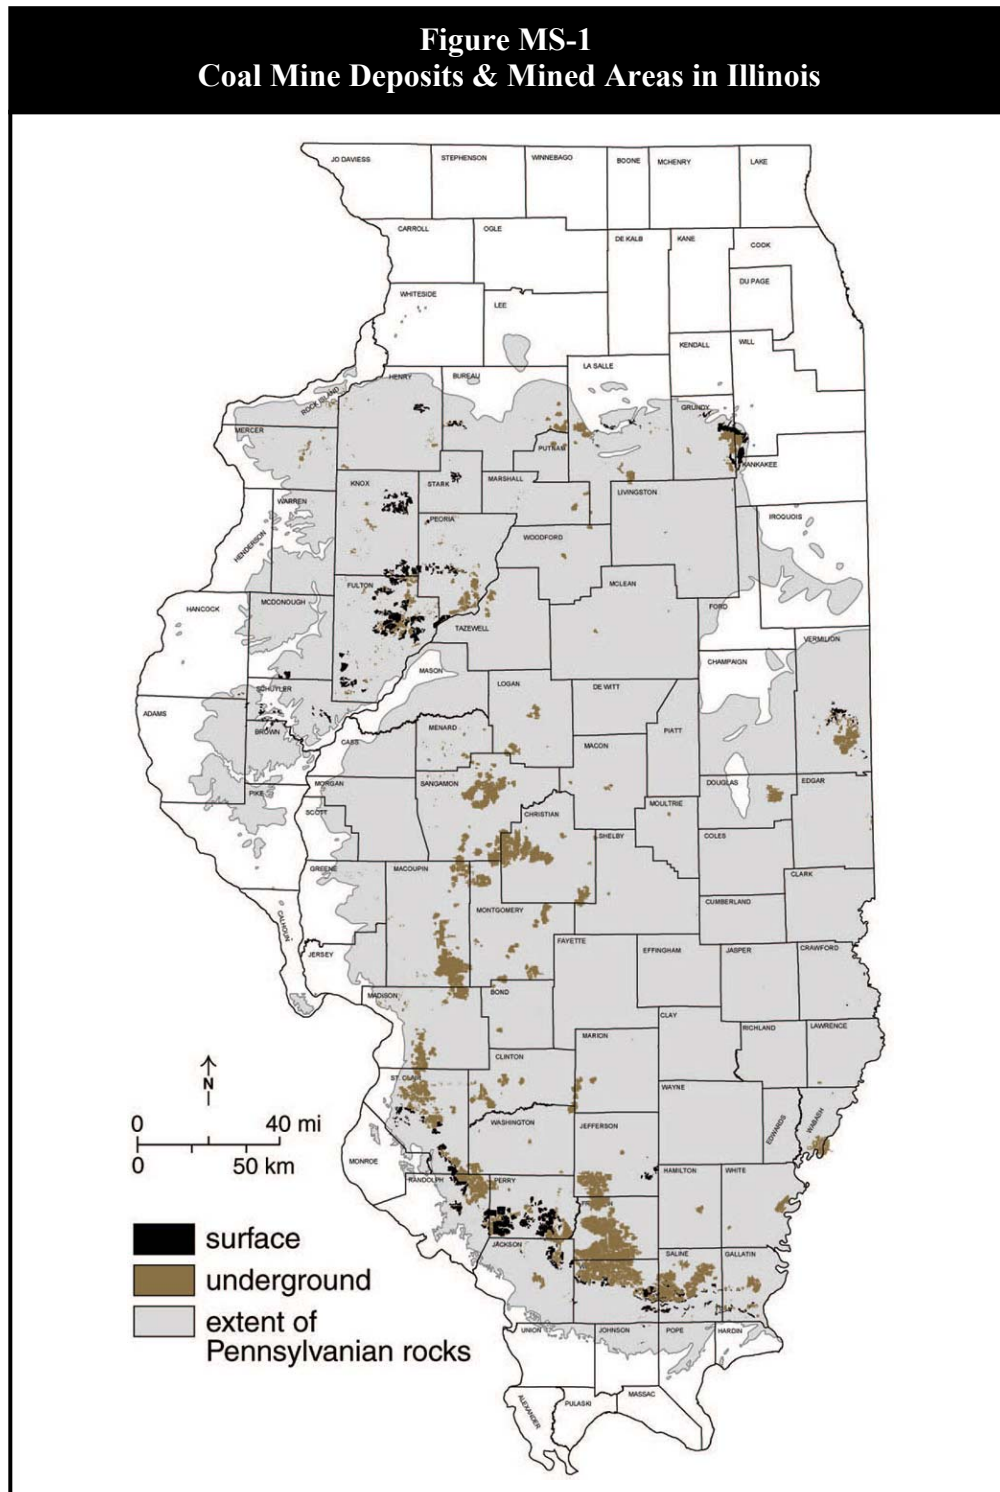 Figure MS-1
Coal Mine Deposits & Mined Areas in Illinois
JO DAVIESS
STEPHENSON
WINNEBAGO
BOONE
MCHENRY
LAKE
CARROLL
OGLE
DE KALB
KANE
COOK
DU PAGE
WHITESIDE
LEE
KENDALL
WILL
LA SALLE
HENRY
BUREAU
ROCK ISLAND
GRUNDY
MERCER
PUTNAM
KANKAKEE
KNOX
STARK
MARSHALL
LIVINGSTON
WARREN
PEORIA
IROQUOIS
HENDERSON
WOODFORD
FULTON
MCLEAN
HANCOCK
MCDONOUGH
FORD
TAZEWELL
VERMILION
MASON
CHAMPAIGN
SCHUYLER
LOGAN
DE WITT
ADAMS
BROWN
MENARD
PIATT
CASS
MACON
MORGAN
SANGAMON
DOUGLAS
EDGAR
PIKE
SCOTT
CHRISTIAN
MOULTRIE
SHELBY
COLES
GREENE
MACOUPIN
CLARK
CALHOUN
MONTGOMERY
CUMBERLAND
JERSEY
FAYETTE
EFFINGHAM
JASPER
CRAWFORD
MADISON
BOND
CLAY
RICHLAND
LAWRENCE
MARION
CLINTON
ST. CLAIR
WAYNE
N
EDWARDS
WABASH
0 40 mi
0 50 km
WASHINGTON
JEFFERSON
MONROE
RANDOLPH
PERRY
HAMILTON
WHITE
surface
JACKSON
SALINE
GALLATIN
underground
extent of
Pennsylvanian rocks
UNION
JOHNSON
POPE
HARDIN
ALEXANDER
PULASKI
MASSAC